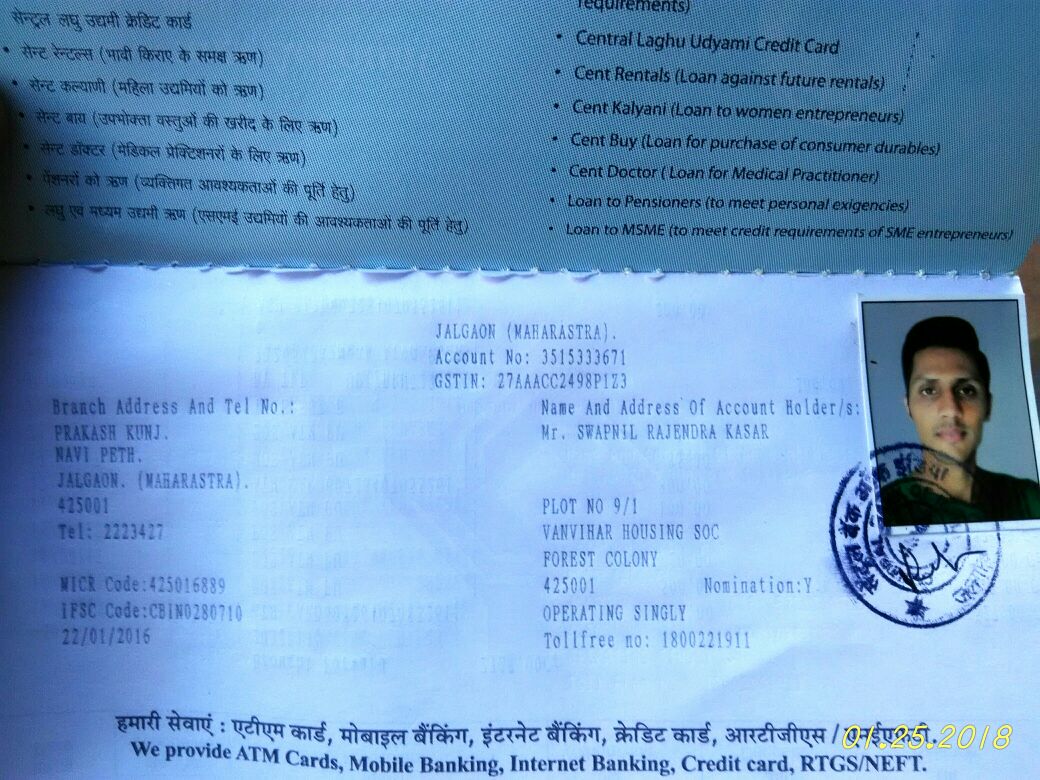 सेन्ट्रल लघु उद्यमी क्रेडिट कार्ड
• सेन्ट रेन्टल्स (भावी किराए के समक्ष ऋण)
• सेन्ट कल्याणी (महिला उद्यमियों को ऋण)
• सेन्ट बाय (उपभोक्ता वस्तुओं की खरीद के लिए ऋण)
• सेन्ट डॉक्टर (मेडिकल प्रेक्टिशनरों के लिए ऋण)
• पेंशनरों को ऋण (व्यक्तिगत आवश्यकताओं की पूर्ति हेतु)
• लघु एवं मध्यम उद्यमी ऋण (एसएमई उद्यमियों की आवश्यकताओं की पूर्ति हेतु)
requirements)
• Central Laghu Udyami Credit Card
• Cent Rentals (Loan against future rentals)
• Cent Kalyani (Loan to women entrepreneurs)
• Cent Buy (Loan for purchase of consumer durables)
• Cent Doctor ( Loan for Medical Practitioner)
• Loan to Pensioners (to meet personal exigencies)
• Loan to MSME (to meet credit requirements of SME entrepreneurs)
JALGAON (MAHARASTRA).
Account No: 3515333671
GSTIN: 27AAACC2498P1Z3
Branch Address And Tel No.:
PRAKASH KUNJ.
NAVI PETH.
JALGAON. (MAHARASTRA).
425001
Tel: 2223427
MICR Code:425016889
IFSC Code:CBIN0280710
22/01/2016
Name And Address Of Account Holder/s:
Mr. SWAPNIL RAJENDRA KASAR
PLOT NO 9/1
VANVIHAR HOUSING SOC
FOREST COLONY
425001 Nomination:Y
OPERATING SINGLY
Tollfree no: 1800221911
सेन्ट्रल बैंक ऑफ इंडिया
हमारी सेवाएं : एटीएम कार्ड, मोबाइल बैंकिंग, इंटरनेट बैंकिंग, क्रेडिट कार्ड, आरटीजीएस /
We provide ATM Cards, Mobile Banking, Internet Banking, Credit card, RTGS/NEFT.
01.25.2018